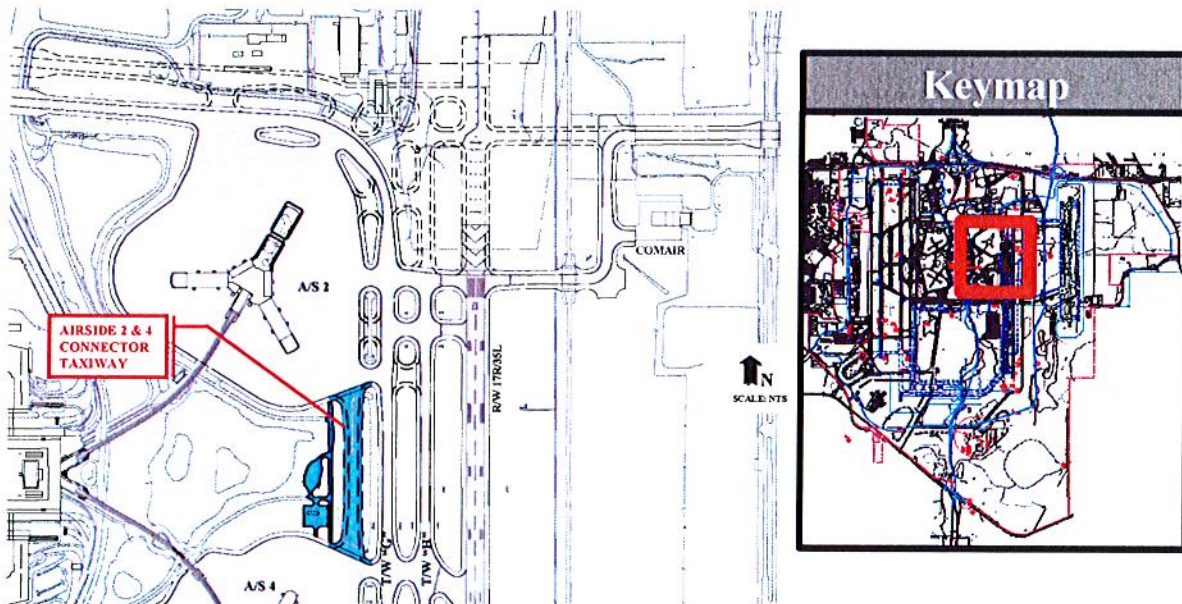 Keymap
COMAIR
A/S 2
AIRSIDE 2 & 4
CONNECTOR
TAXIWAY
R/W 17R/35L
N
SCALE: NTS
T/W "G"
T/W "H"
A/S 4